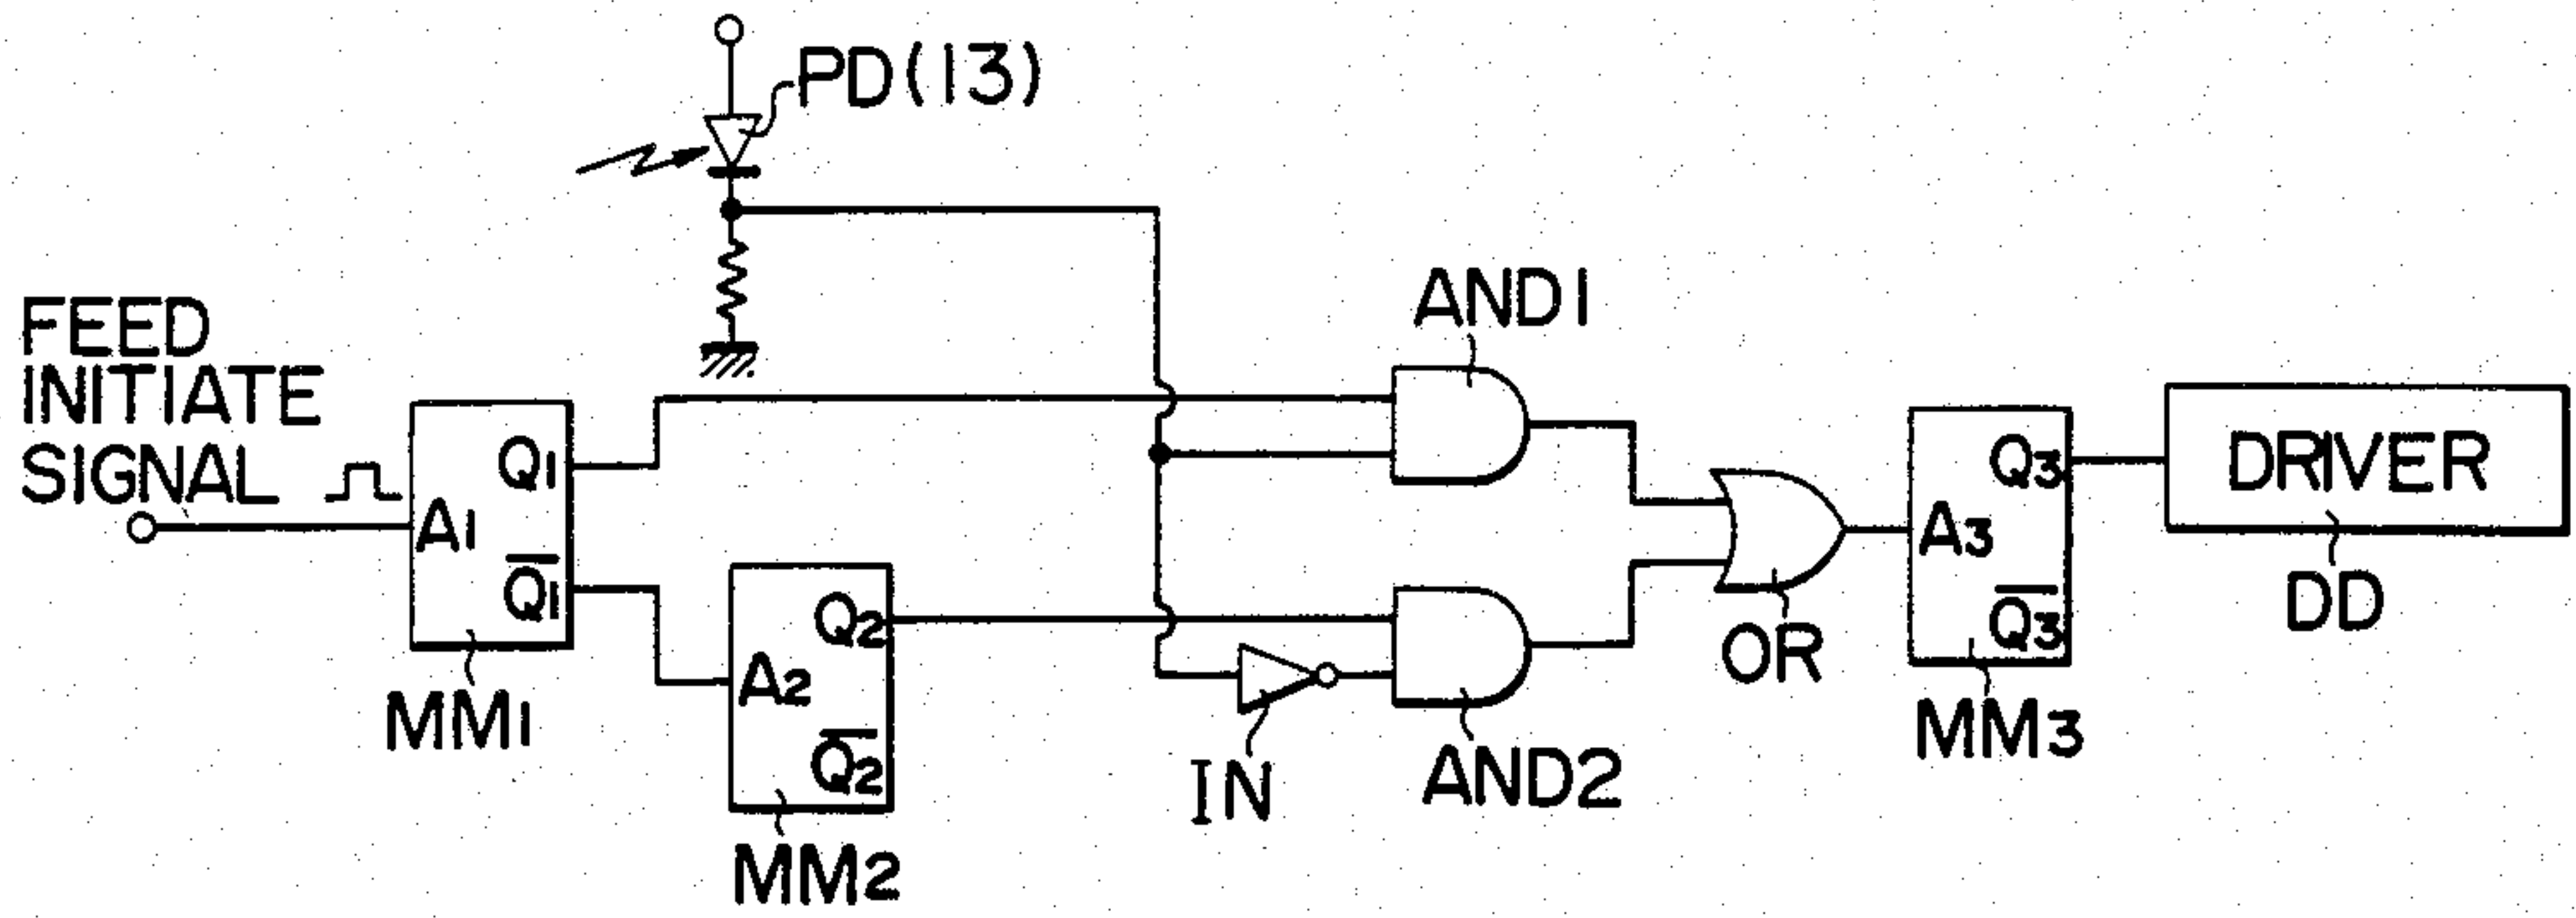 PD(13)
FEED
INITIATE
SIGNAL
AND1
A1
Q1
Q̅1
MM1
A2
Q2
Q̅2
MM2
IN
AND2
OR
A3
Q3
Q̅3
MM3
DRIVER
DD